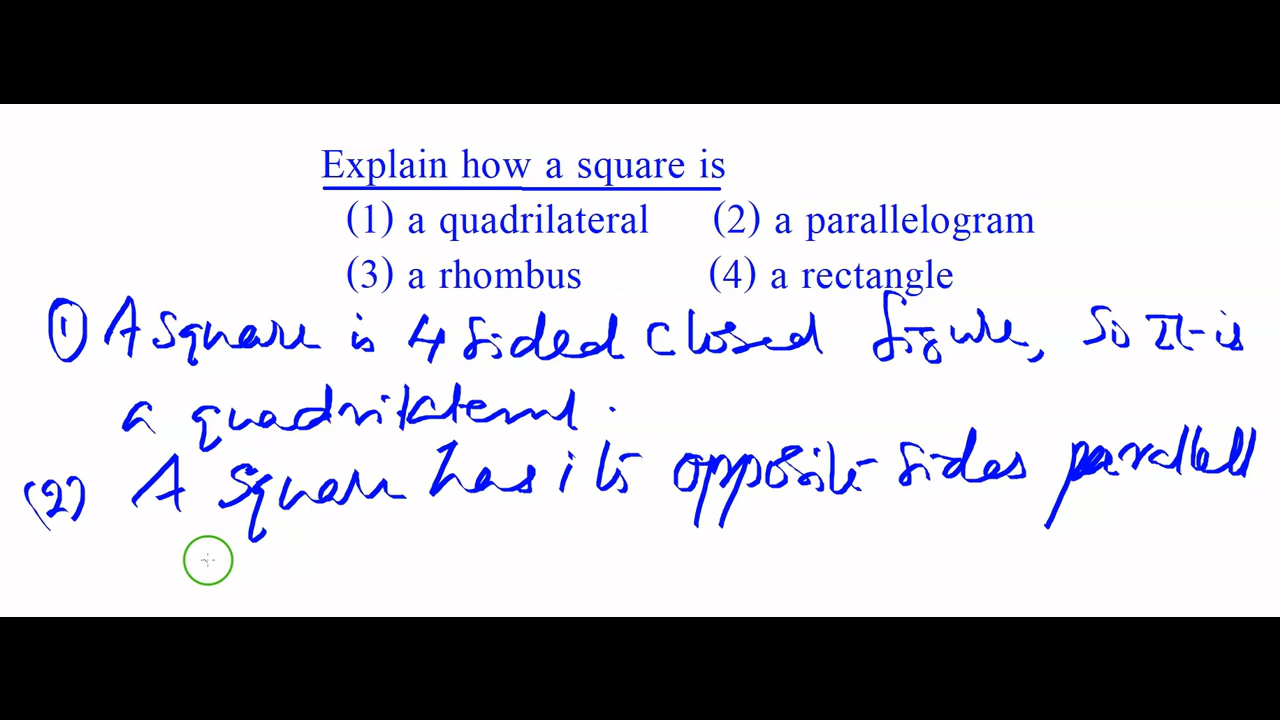 Explain how a square is
(1) a quadrilateral (2) a parallelogram
(3) a rhombus (4) a rectangle
① A square is 4 sided closed figure, So it is
a quadrilateral.
(2) A square has its opposite sides parallell